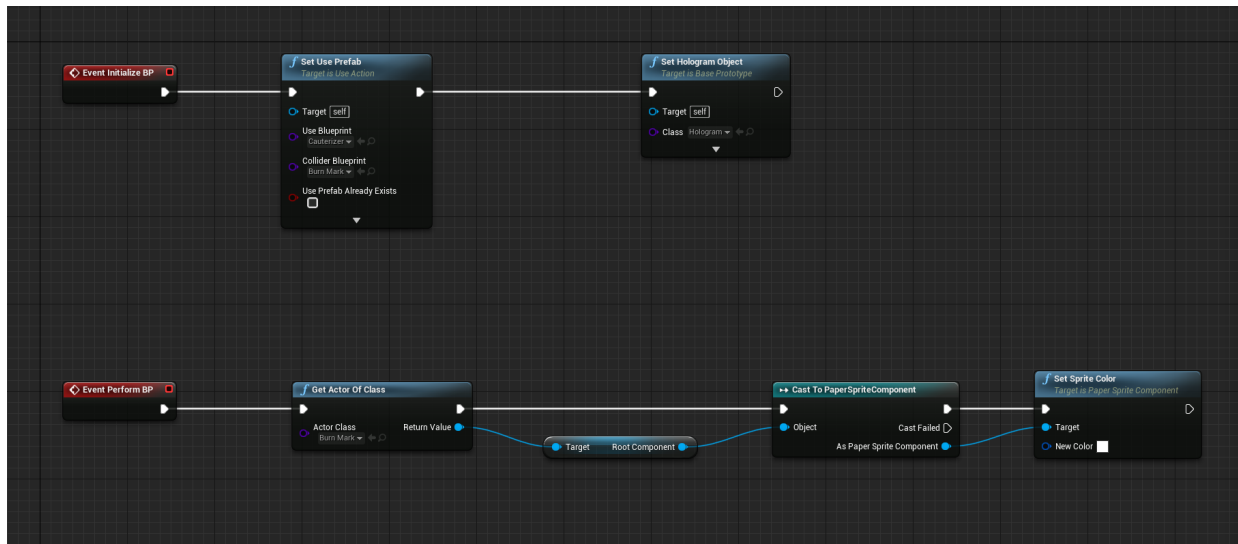 Event Initialize BP
Set Use Prefab
Target is Use Action
Target self
Use Blueprint
Cauterizer
Collider Blueprint
Burn Mark
Use Prefab Already Exists
Set Hologram Object
Target is Base Prototype
Target self
Class Hologram
Event Perform BP
Get Actor Of Class
Actor Class Return Value
Burn Mark
Target Root Component
Cast To PaperSpriteComponent
Object Cast Failed
As Paper Sprite Component
Set Sprite Color
Target is Paper Sprite Component
Target
New Color